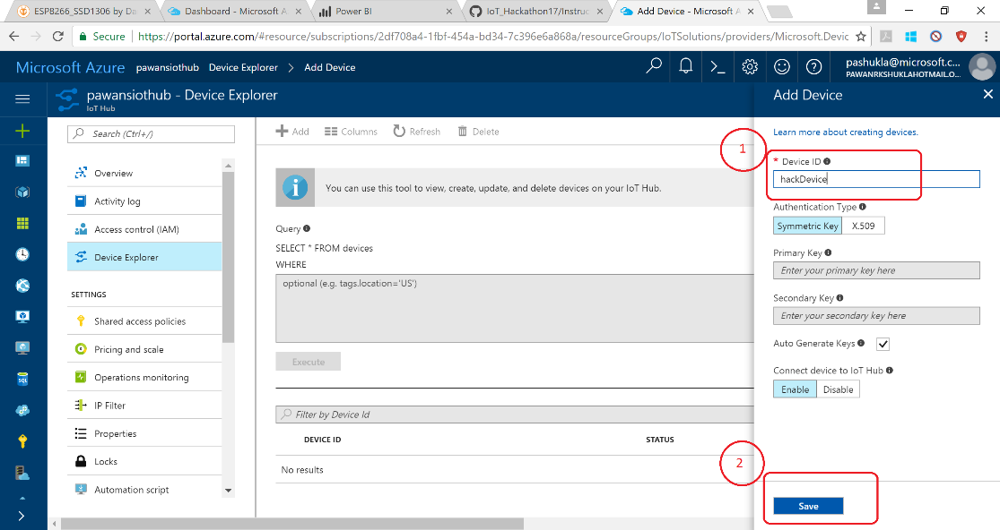 ESP8266_SSD1306 by Da
Dashboard - Microsoft A
Power BI
IoT_Hackathon17/Instruc
Add Device - Microsoft A
Secure
https://portal.azure.com/#resource/subscriptions/2df708a4-1fbf-454a-bd34-7c396e6a868a/resourceGroups/IoTSolutions/providers/Microsoft.Devic
Microsoft Azure pawansiothub Device Explorer > Add Device
pashukla@microsoft.c...
PAWANRKSHUKLAHOTMAILO...
pawansiothub - Device Explorer
IoT Hub
Search (Ctrl+/)
Overview
Activity log
Access control (IAM)
Device Explorer
SETTINGS
Shared access policies
Pricing and scale
Operations monitoring
IP Filter
Properties
Locks
Automation script
SQL
Add Columns Refresh Delete
You can use this tool to view, create, update, and delete devices on your IoT Hub.
Query
SELECT * FROM devices
WHERE
optional (e.g. tags.location='US')
Execute
Filter by Device Id
DEVICE ID STATUS
No results
Add Device
Learn more about creating devices.
1
* Device ID
hackDevice
Authentication Type
Symmetric Key X.509
Primary Key
Enter your primary key here
Secondary Key
Enter your secondary key here
Auto Generate Keys
Connect device to IoT Hub
Enable Disable
2
Save